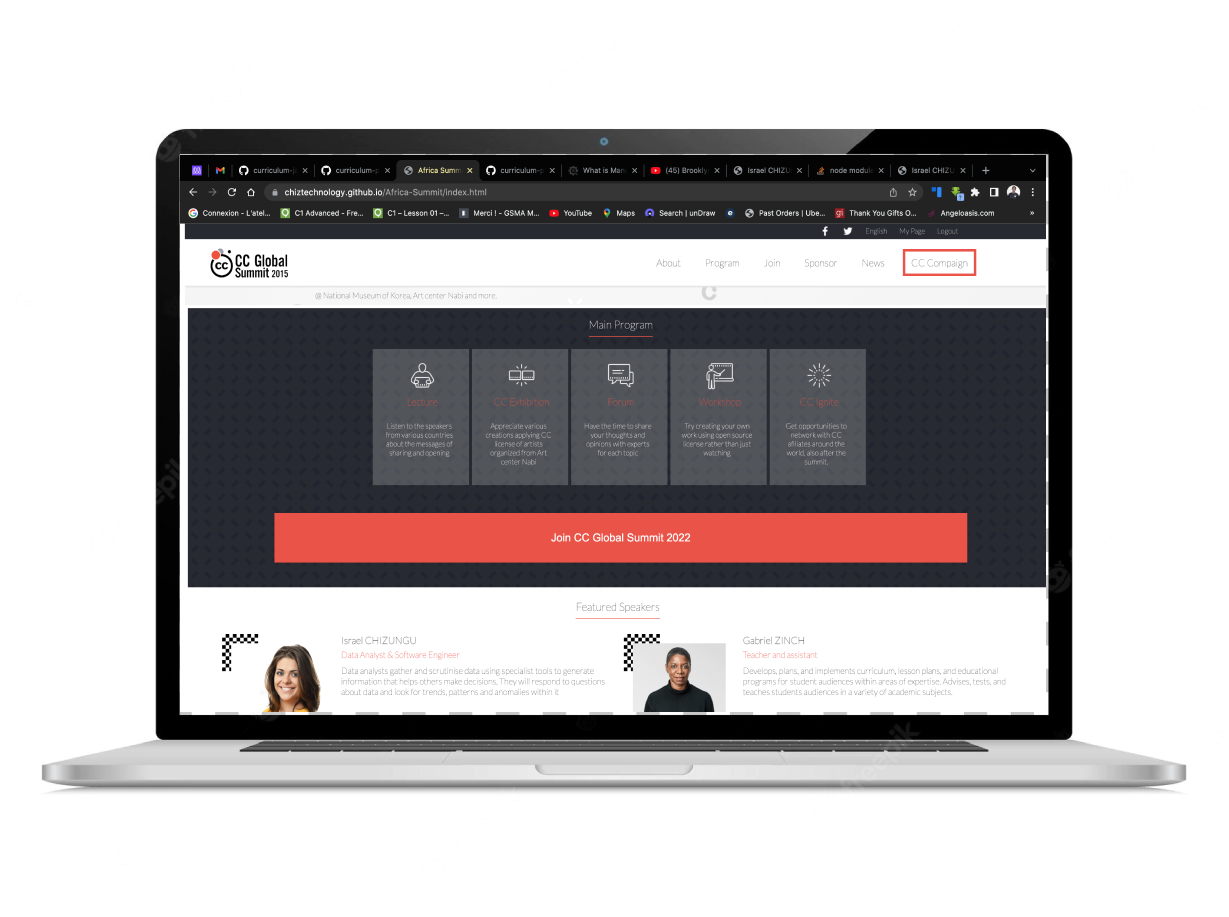 curriculum-
curriculum-s
Africa Summ
curriculum-p
What is Man
(45) Brookly
Israel CHIZU
node modul
Israel CHIZ
chiztechnology.github.io/Africa-Summit/index.html
Connexion - L'atel...
C1 Advanced - Fre...
C1 – Lesson 01 –...
Merci ! - GSMA M...
YouTube
Maps
Search | unDraw
Past Orders | Ube...
Thank You Gifts O...
Angeloasis.com
»
English
My Page
Logout
CC Global
Summit 2015
About
Program
Join
Sponsor
News
CC Compaign
@ National Museum of Korea, Art center Nabi and more.
Main Program
Lecture
Listen to the speakers
from various countries
about the messages of
sharing and opening
CC Exhibition
Appreciate various
creations applying CC
license of artists
organized from Art
center Nabi
Forum
Have the time to share
your thoughts and
opinions with experts
for each topic
Workshop
Try creating your own
work using open source
license rather than just
watching.
CC Ignite
Get opportunities to
network with CC
afiliates around the
world, also after the
summit.
Join CC Global Summit 2022
Featured Speakers
Israel CHIZUNGU
Data Analyst & Software Engineer
Data analysts gather and scrutinise data using specialist tools to generate
information that helps others make decisions. They will respond to questions
about data and look for trends, patterns and anomalies within it
Gabriel ZINCH
Teacher and assistant
Develops, plans, and implements curriculum, lesson plans, and educational
programs for student audiences within areas of expertise. Advises, tests, and
teaches students audiences in a variety of academic subjects.